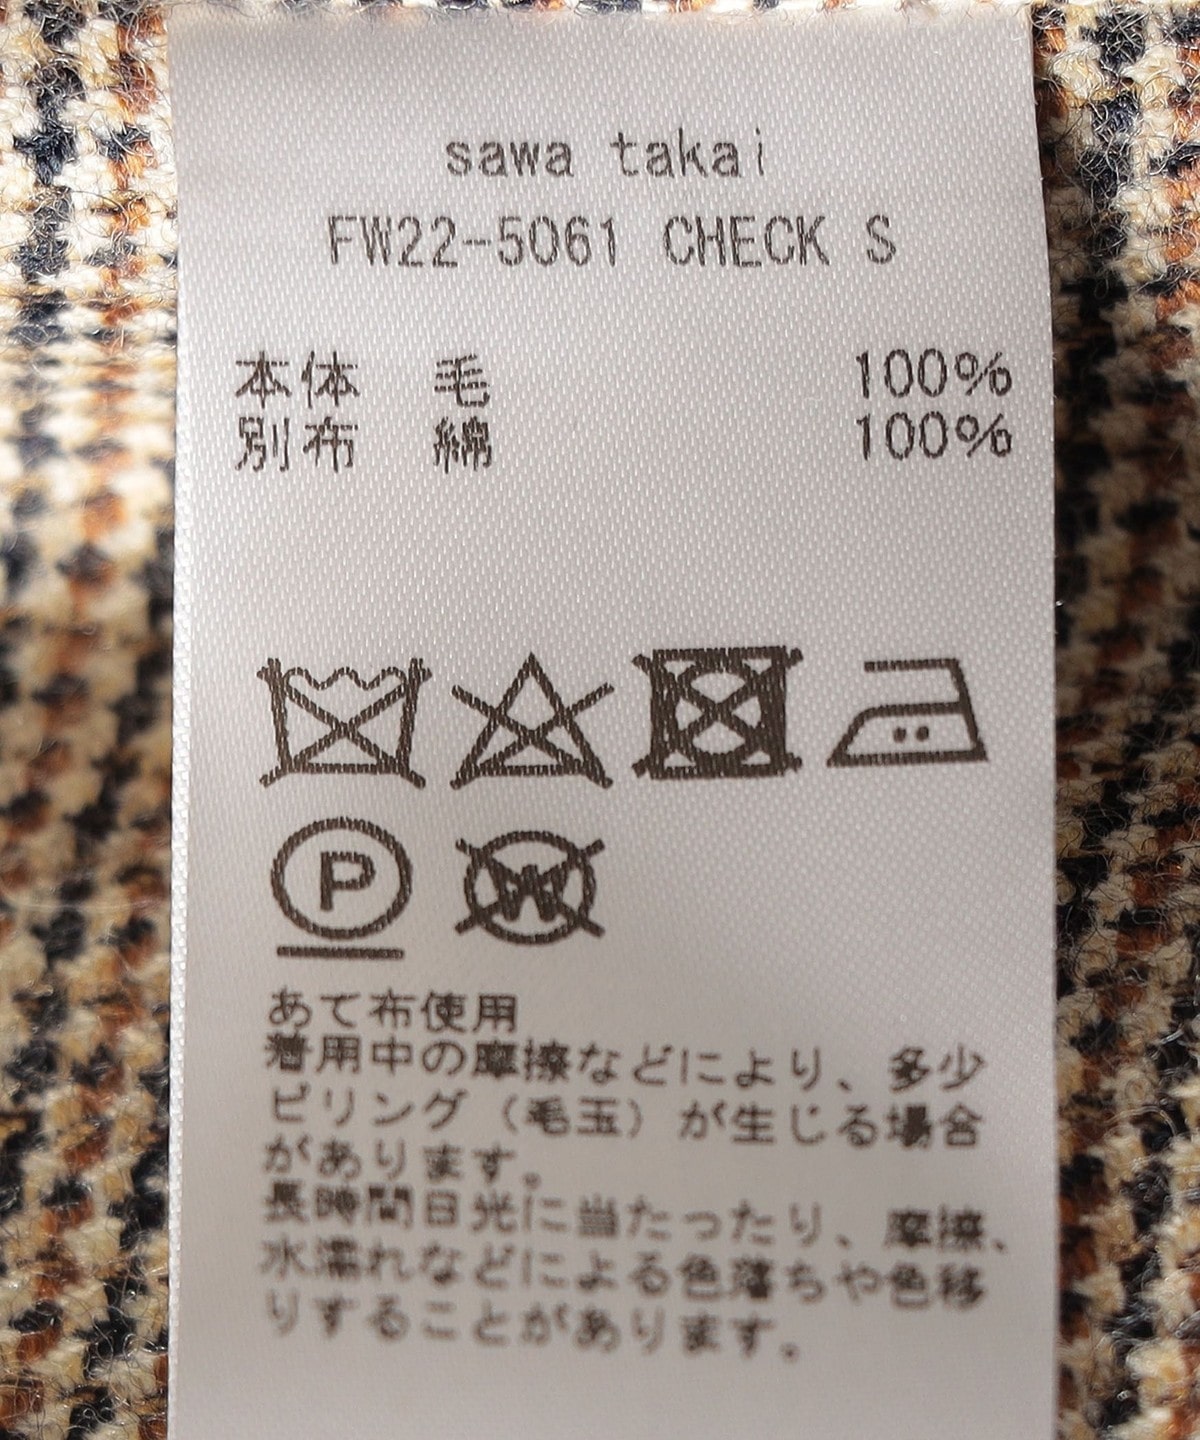 sawa takai
FW22-5061 CHECK S
本体 毛 100%
別布 綿 100%
P
W
あて布使用
着用中の摩擦などにより、多少
ピリング（毛玉）が生じる場合
があります。
長時間日光に当たったり、摩擦、
水濡れなどによる色落ちや色移
りすることがあります。